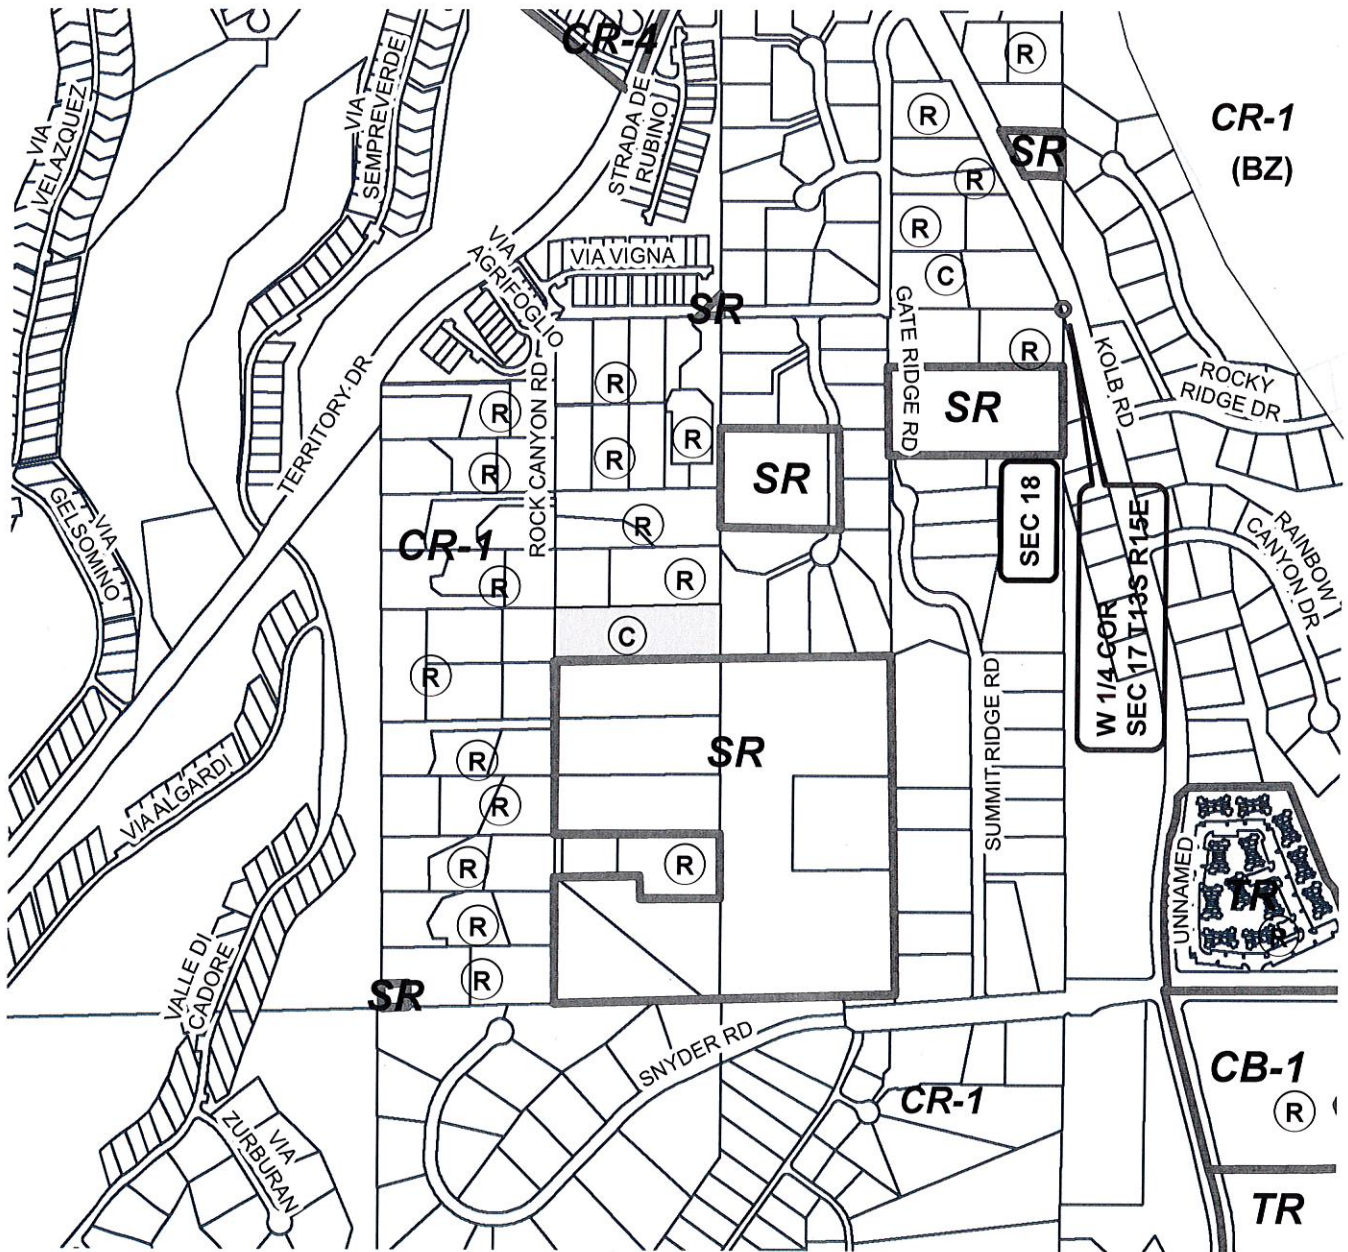 CR-4
R
CR-1
(BZ)
VIA
VELAZQUEZ
VIA
SEMPREVERDE
STRADA DE
RUBINO
R
SR
R
R
VIA
AGRIFOGLIO
VIA VIGNA
C
SR
GATE RIDGE RD
KOLB RD
ROCKY
RIDGE DR
R
TERRITORY DR
ROCK CANYON RD
R
R
SR
R
R
R
SR
SEC 18
VIA
GELSOMINO
CR-1
R
R
R
W 1/4 COR
SEC 17 T13S R15E
RAINBOW
CANYON DR
C
R
SUMMIT RIDGE RD
VIA ALGARDI
R
SR
R
R
R
UNNAMED
TR
R
R
R
VALLE DI
CADORE
SR
SNYDER RD
CR-1
CB-1
R
VIA
ZURBURAN
TR